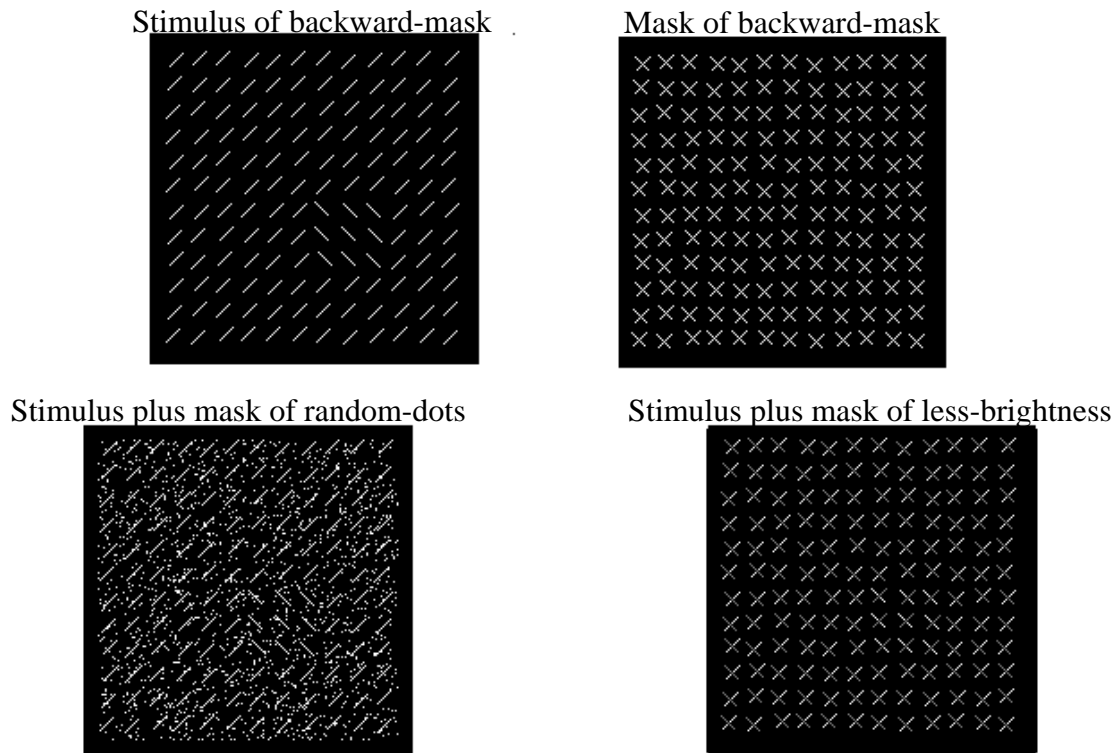 Stimulus of backward-mask
Mask of backward-mask
Stimulus plus mask of random-dots
Stimulus plus mask of less-brightness